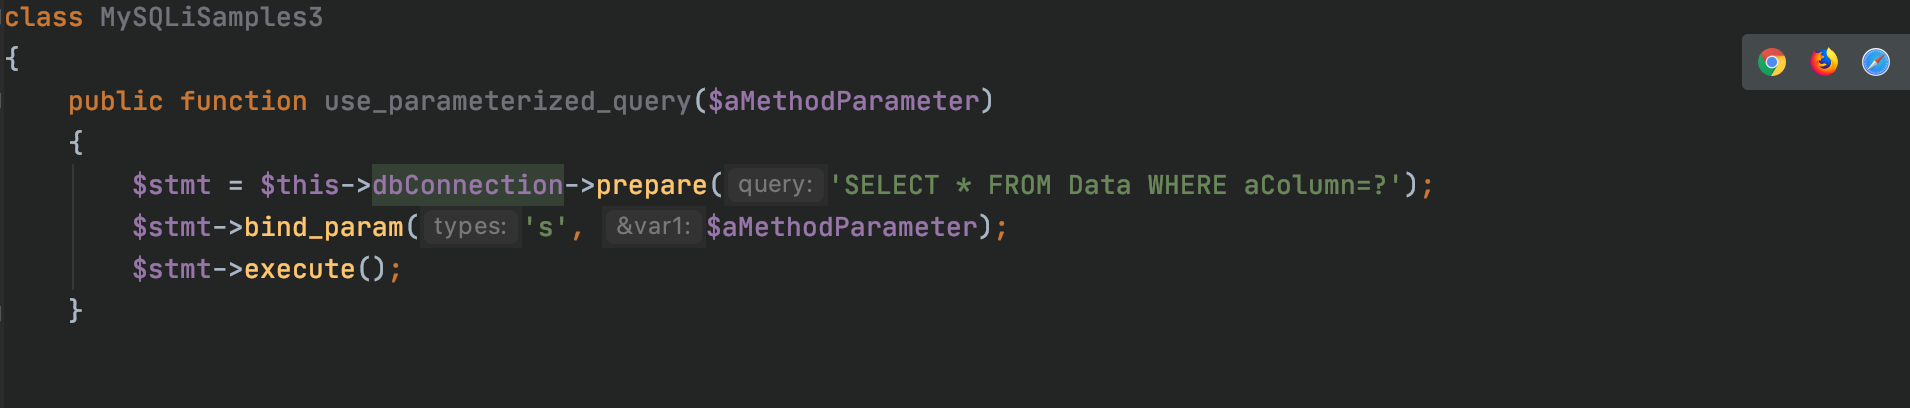 class MySQLiSamples3
{
public function use_parameterized_query($aMethodParameter)
{
$stmt = $this->dbConnection->prepare( query: 'SELECT * FROM Data WHERE aColumn=?');
$stmt->bind_param( types: 's', &var1: $aMethodParameter);
$stmt->execute();
}